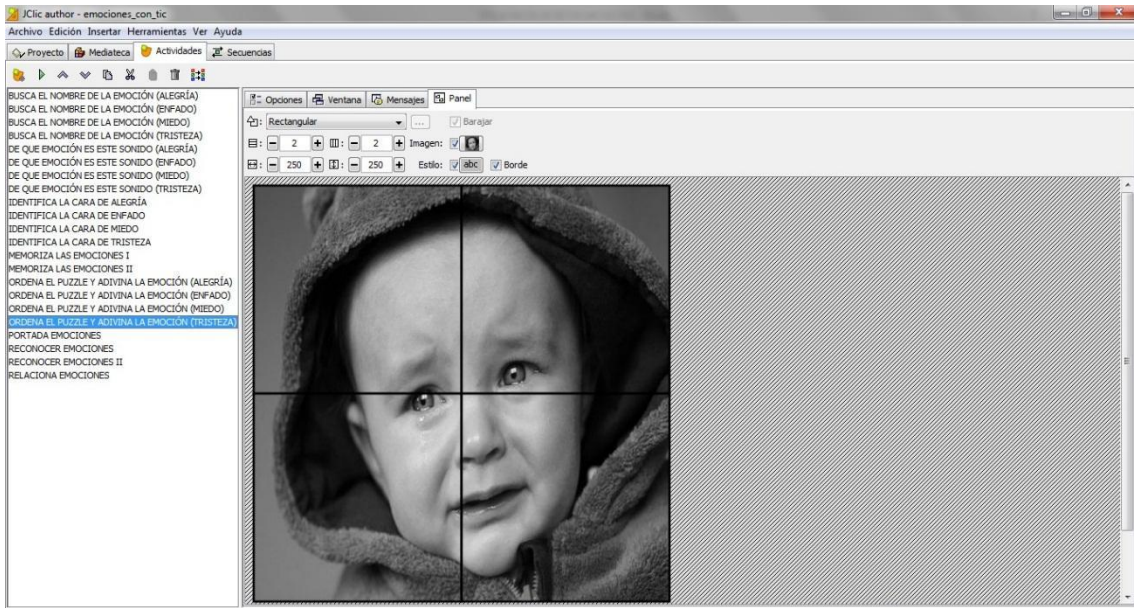 JClic author - emociones_con_tic
Archivo Edición Insertar Herramientas Ver Ayuda
Proyecto Mediateca Actividades Secuencias
BUSCA EL NOMBRE DE LA EMOCIÓN (ALEGRÍA)
BUSCA EL NOMBRE DE LA EMOCIÓN (ENFADO)
BUSCA EL NOMBRE DE LA EMOCIÓN (MIEDO)
BUSCA EL NOMBRE DE LA EMOCIÓN (TRISTEZA)
DE QUE EMOCIÓN ES ESTE SONIDO (ALEGRÍA)
DE QUE EMOCIÓN ES ESTE SONIDO (ENFADO)
DE QUE EMOCIÓN ES ESTE SONIDO (MIEDO)
DE QUE EMOCIÓN ES ESTE SONIDO (TRISTEZA)
IDENTIFICA LA CARA DE ALEGRÍA
IDENTIFICA LA CARA DE ENFADO
IDENTIFICA LA CARA DE MIEDO
IDENTIFICA LA CARA DE TRISTEZA
MEMORIZA LAS EMOCIONES I
MEMORIZA LAS EMOCIONES II
ORDENA EL PUZZLE Y ADIVINA LA EMOCIÓN (ALEGRÍA)
ORDENA EL PUZZLE Y ADIVINA LA EMOCIÓN (ENFADO)
ORDENA EL PUZZLE Y ADIVINA LA EMOCIÓN (MIEDO)
ORDENA EL PUZZLE Y ADIVINA LA EMOCIÓN (TRISTEZA)
PORTADA EMOCIONES
RECONOCER EMOCIONES
RECONOCER EMOCIONES II
RELACIONA EMOCIONES
Opciones Ventana Mensajes Panel
: Rectangular ... Barajar
: - 2 + : - 2 + Imagen:
: - 250 + : - 250 + Estilo: abc Borde